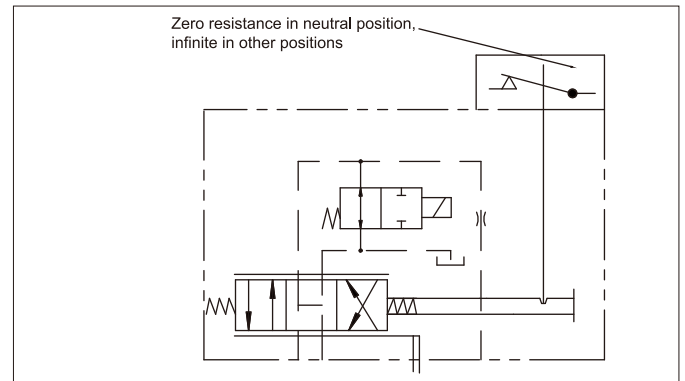 Zero resistance in neutral position,
infinite in other positions